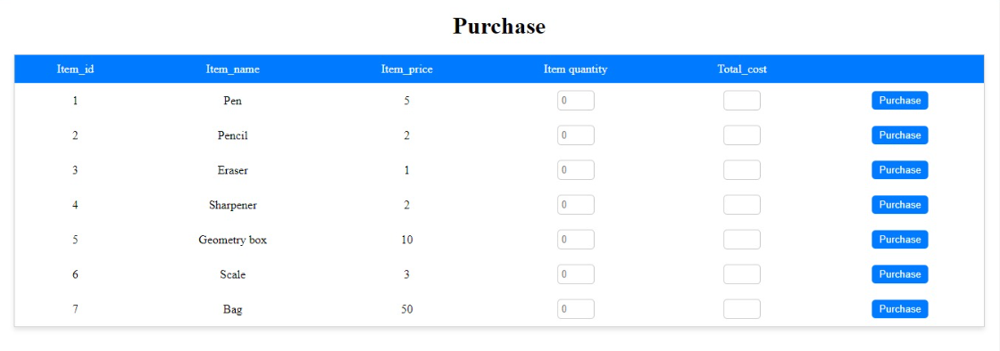 Purchase
Item_id Item_name Item_price Item quantity Total_cost
1 Pen 5 0 Purchase
2 Pencil 2 0 Purchase
3 Eraser 1 0 Purchase
4 Sharpener 2 0 Purchase
5 Geometry box 10 0 Purchase
6 Scale 3 0 Purchase
7 Bag 50 0 Purchase